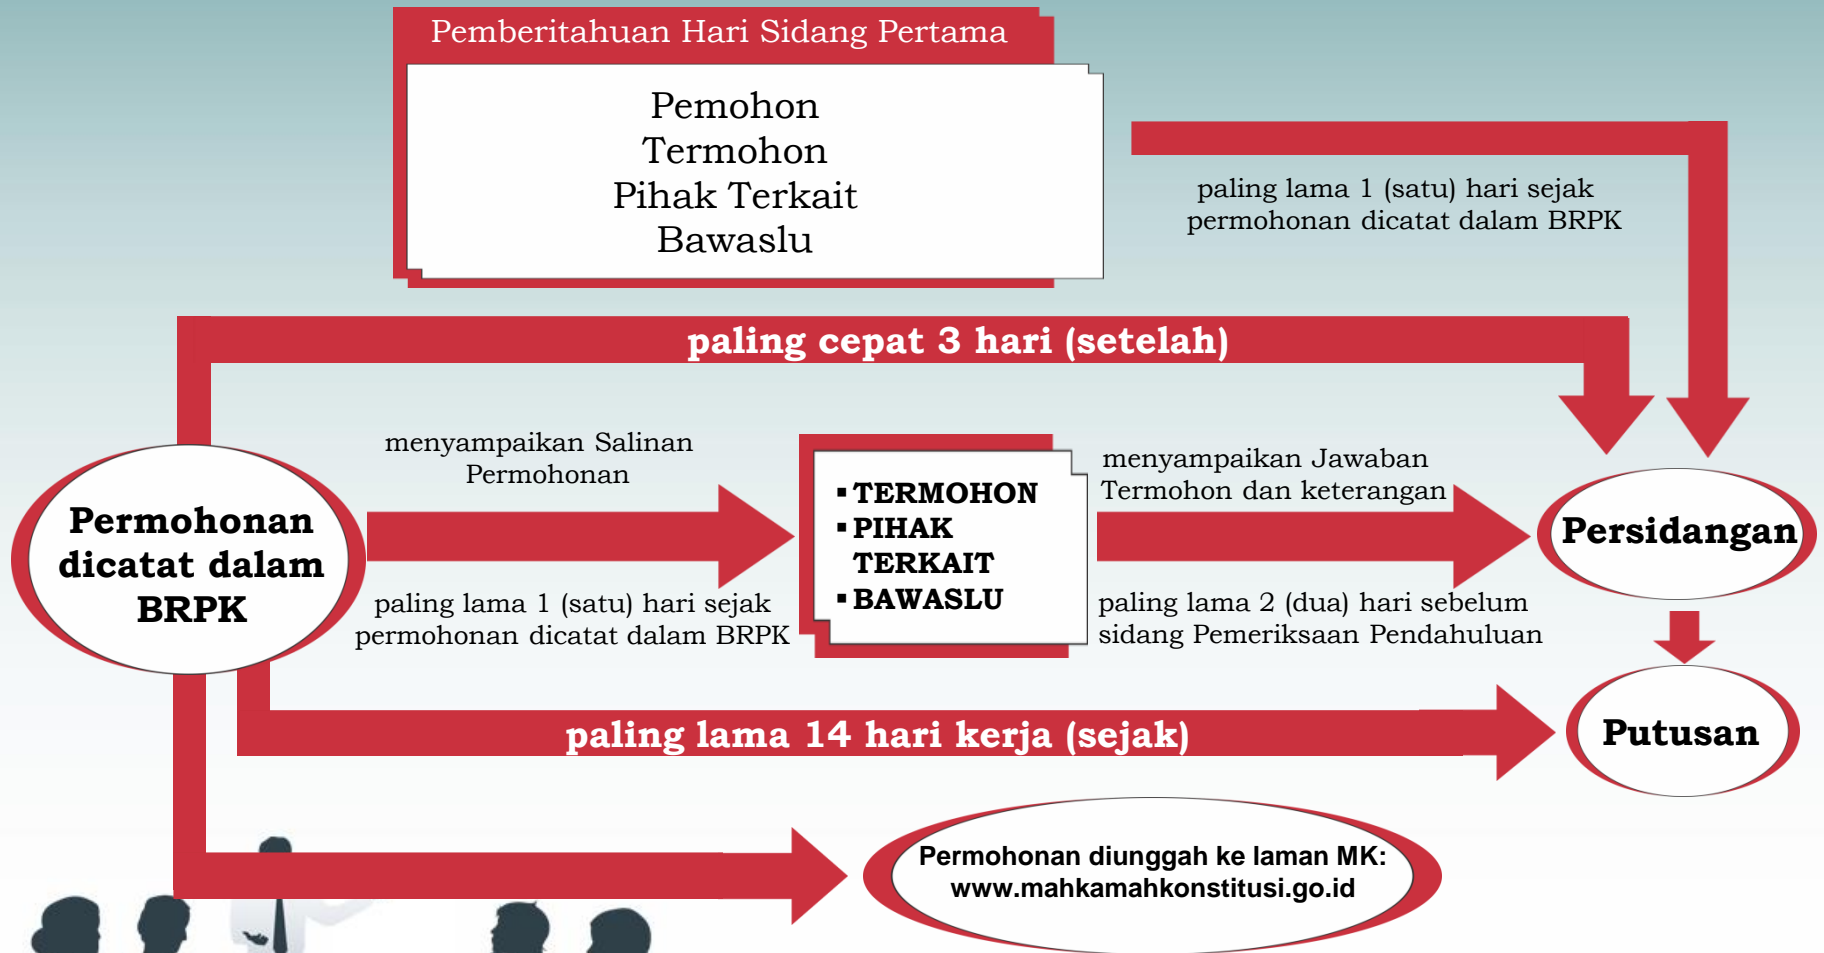 Pemberitahuan Hari Sidang Pertama
Pemohon
Termohon
Pihak Terkait
Bawaslu
paling lama 1 (satu) hari sejak
permohonan dicatat dalam BRPK
paling cepat 3 hari (setelah)
Permohonan
dicatat dalam
BRPK
menyampaikan Salinan
Permohonan
paling lama 1 (satu) hari sejak
permohonan dicatat dalam BRPK
▪ TERMOHON
▪ PIHAK
TERKAIT
▪ BAWASLU
menyampaikan Jawaban
Termohon dan keterangan
paling lama 2 (dua) hari sebelum
sidang Pemeriksaan Pendahuluan
Persidangan
paling lama 14 hari kerja (sejak)
Putusan
Permohonan diunggah ke laman MK:
www.mahkamahkonstitusi.go.id